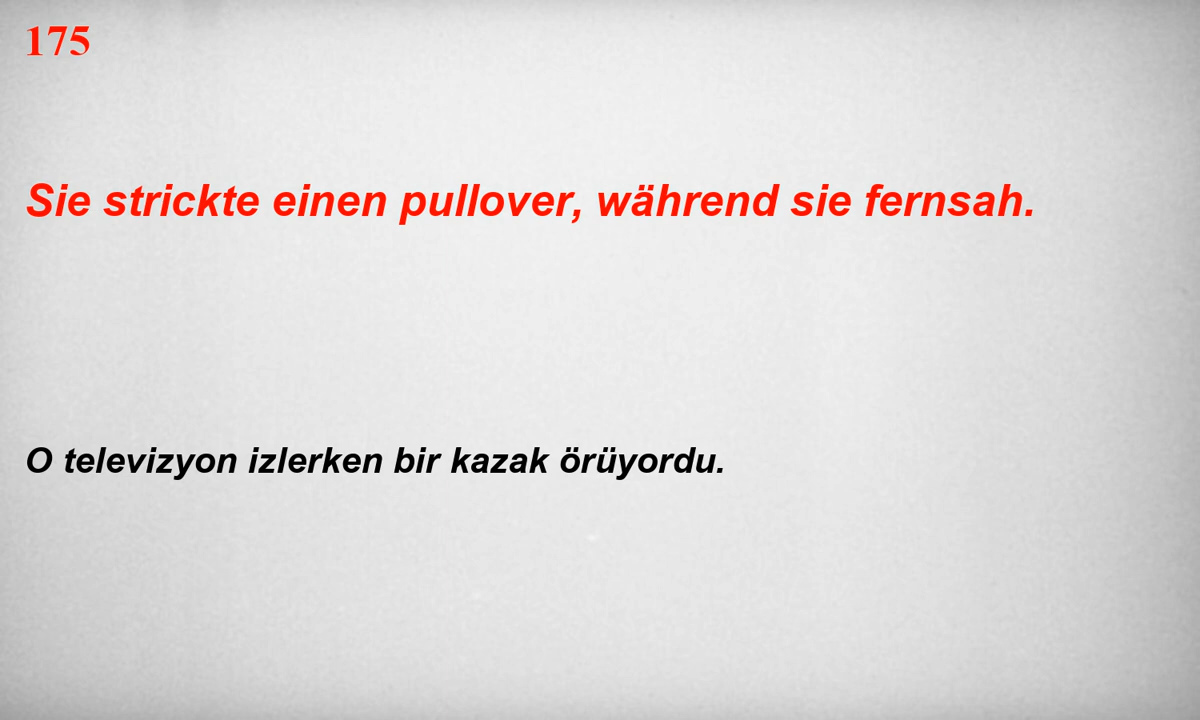 175
Sie strickte einen pullover, während sie fernsah.
O televizyon izlerken bir kazak örüyordu.